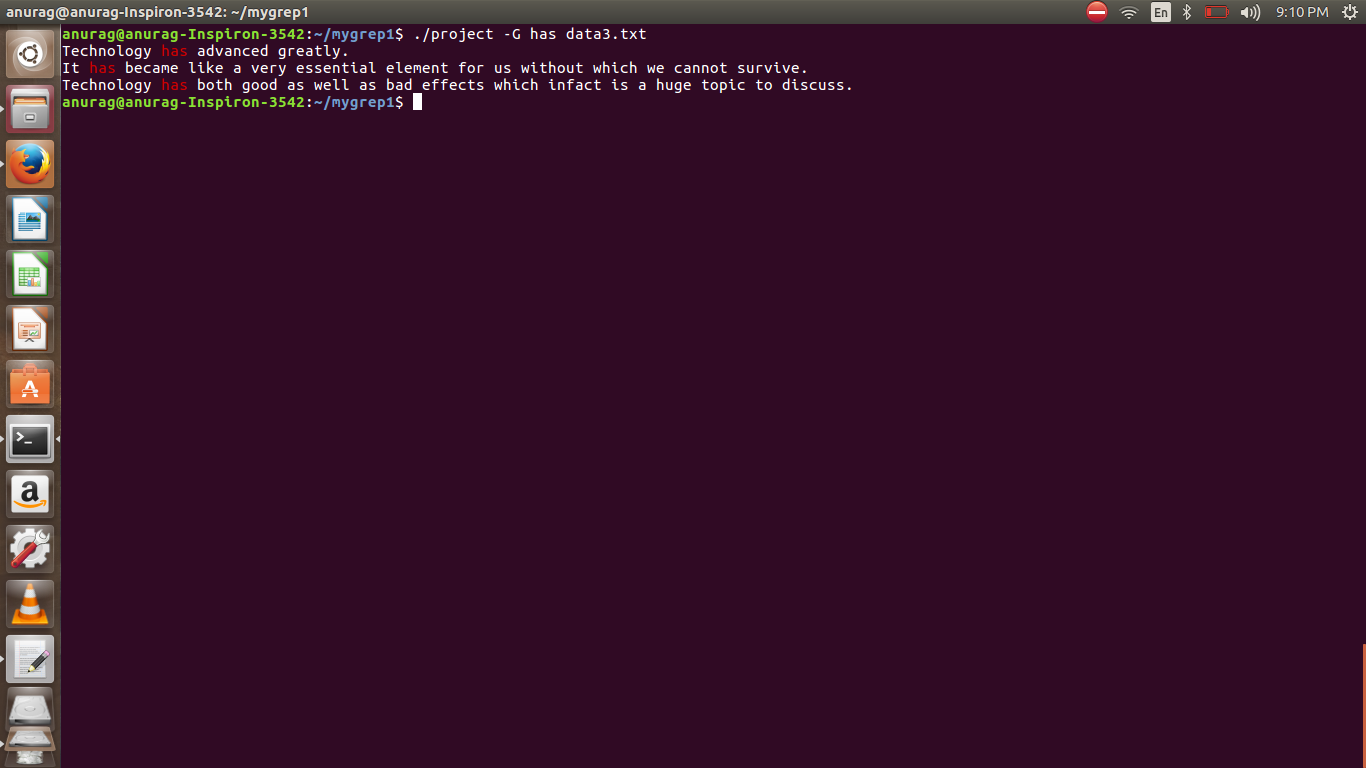 anurag@anurag-Inspiron-3542: ~/mygrep1
En
9:10 PM
anurag@anurag-Inspiron-3542:~/mygrep1$ ./project -G has data3.txt
Technology has advanced greatly.
It has became like a very essential element for us without which we cannot survive.
Technology has both good as well as bad effects which infact is a huge topic to discuss.
anurag@anurag-Inspiron-3542:~/mygrep1$